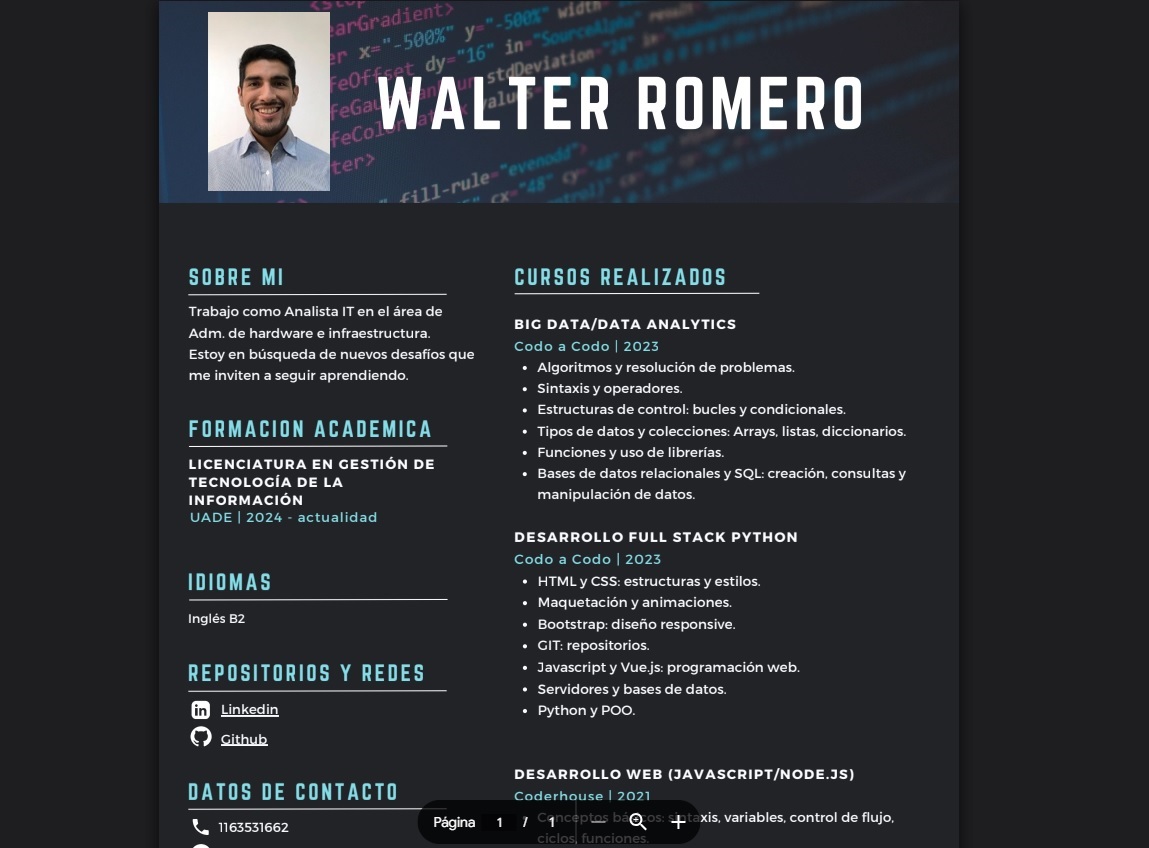 WALTER ROMERO
SOBRE MI
Trabajo como Analista IT en el área de
Adm. de hardware e infraestructura.
Estoy en búsqueda de nuevos desafíos que
me inviten a seguir aprendiendo.
FORMACION ACADEMICA
LICENCIATURA EN GESTIÓN DE
TECNOLOGÍA DE LA
INFORMACIÓN
UADE | 2024 - actualidad
IDIOMAS
Inglés B2
REPOSITORIOS Y REDES
Linkedin
Github
DATOS DE CONTACTO
1163531662
CURSOS REALIZADOS
BIG DATA/DATA ANALYTICS
Codo a Codo | 2023
• Algoritmos y resolución de problemas.
• Sintaxis y operadores.
• Estructuras de control: bucles y condicionales.
• Tipos de datos y colecciones: Arrays, listas, diccionarios.
• Funciones y uso de librerías.
• Bases de datos relacionales y SQL: creación, consultas y
manipulación de datos.
DESARROLLO FULL STACK PYTHON
Codo a Codo | 2023
• HTML y CSS: estructuras y estilos.
• Maquetación y animaciones.
• Bootstrap: diseño responsive.
• GIT: repositorios.
• Javascript y Vue.js: programación web.
• Servidores y bases de datos.
• Python y POO.
DESARROLLO WEB (JAVASCRIPT/NODE.JS)
Coderhouse | 2021
• Conceptos básicos: sintaxis, variables, control de flujo,
ciclos, funciones.
Página 1 / 1